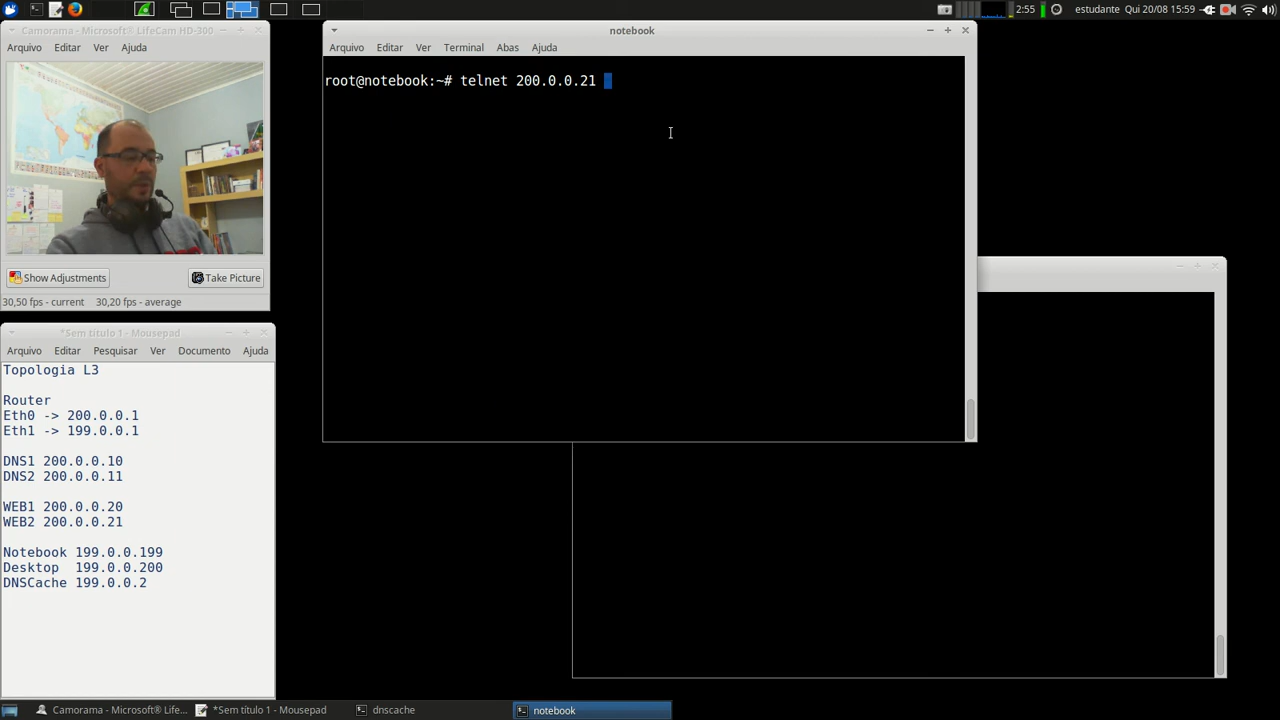 2:55
estudante Qui 20/08 15:59
Camorama - Microsoft® LifeCam HD-300
Arquivo Editar Ver Ajuda
Show Adjustments Take Picture
30,50 fps - current 30,20 fps - average
notebook
Arquivo Editar Ver Terminal Abas Ajuda
root@notebook:~# telnet 200.0.0.21
*Sem título 1 - Mousepad
Arquivo Editar Pesquisar Ver Documento Ajuda
Topologia L3
Router
Eth0 -> 200.0.0.1
Eth1 -> 199.0.0.1
DNS1 200.0.0.10
DNS2 200.0.0.11
WEB1 200.0.0.20
WEB2 200.0.0.21
Notebook 199.0.0.199
Desktop 199.0.0.200
DNSCache 199.0.0.2
Camorama - Microsoft® Life...
*Sem título 1 - Mousepad
dnscache
notebook